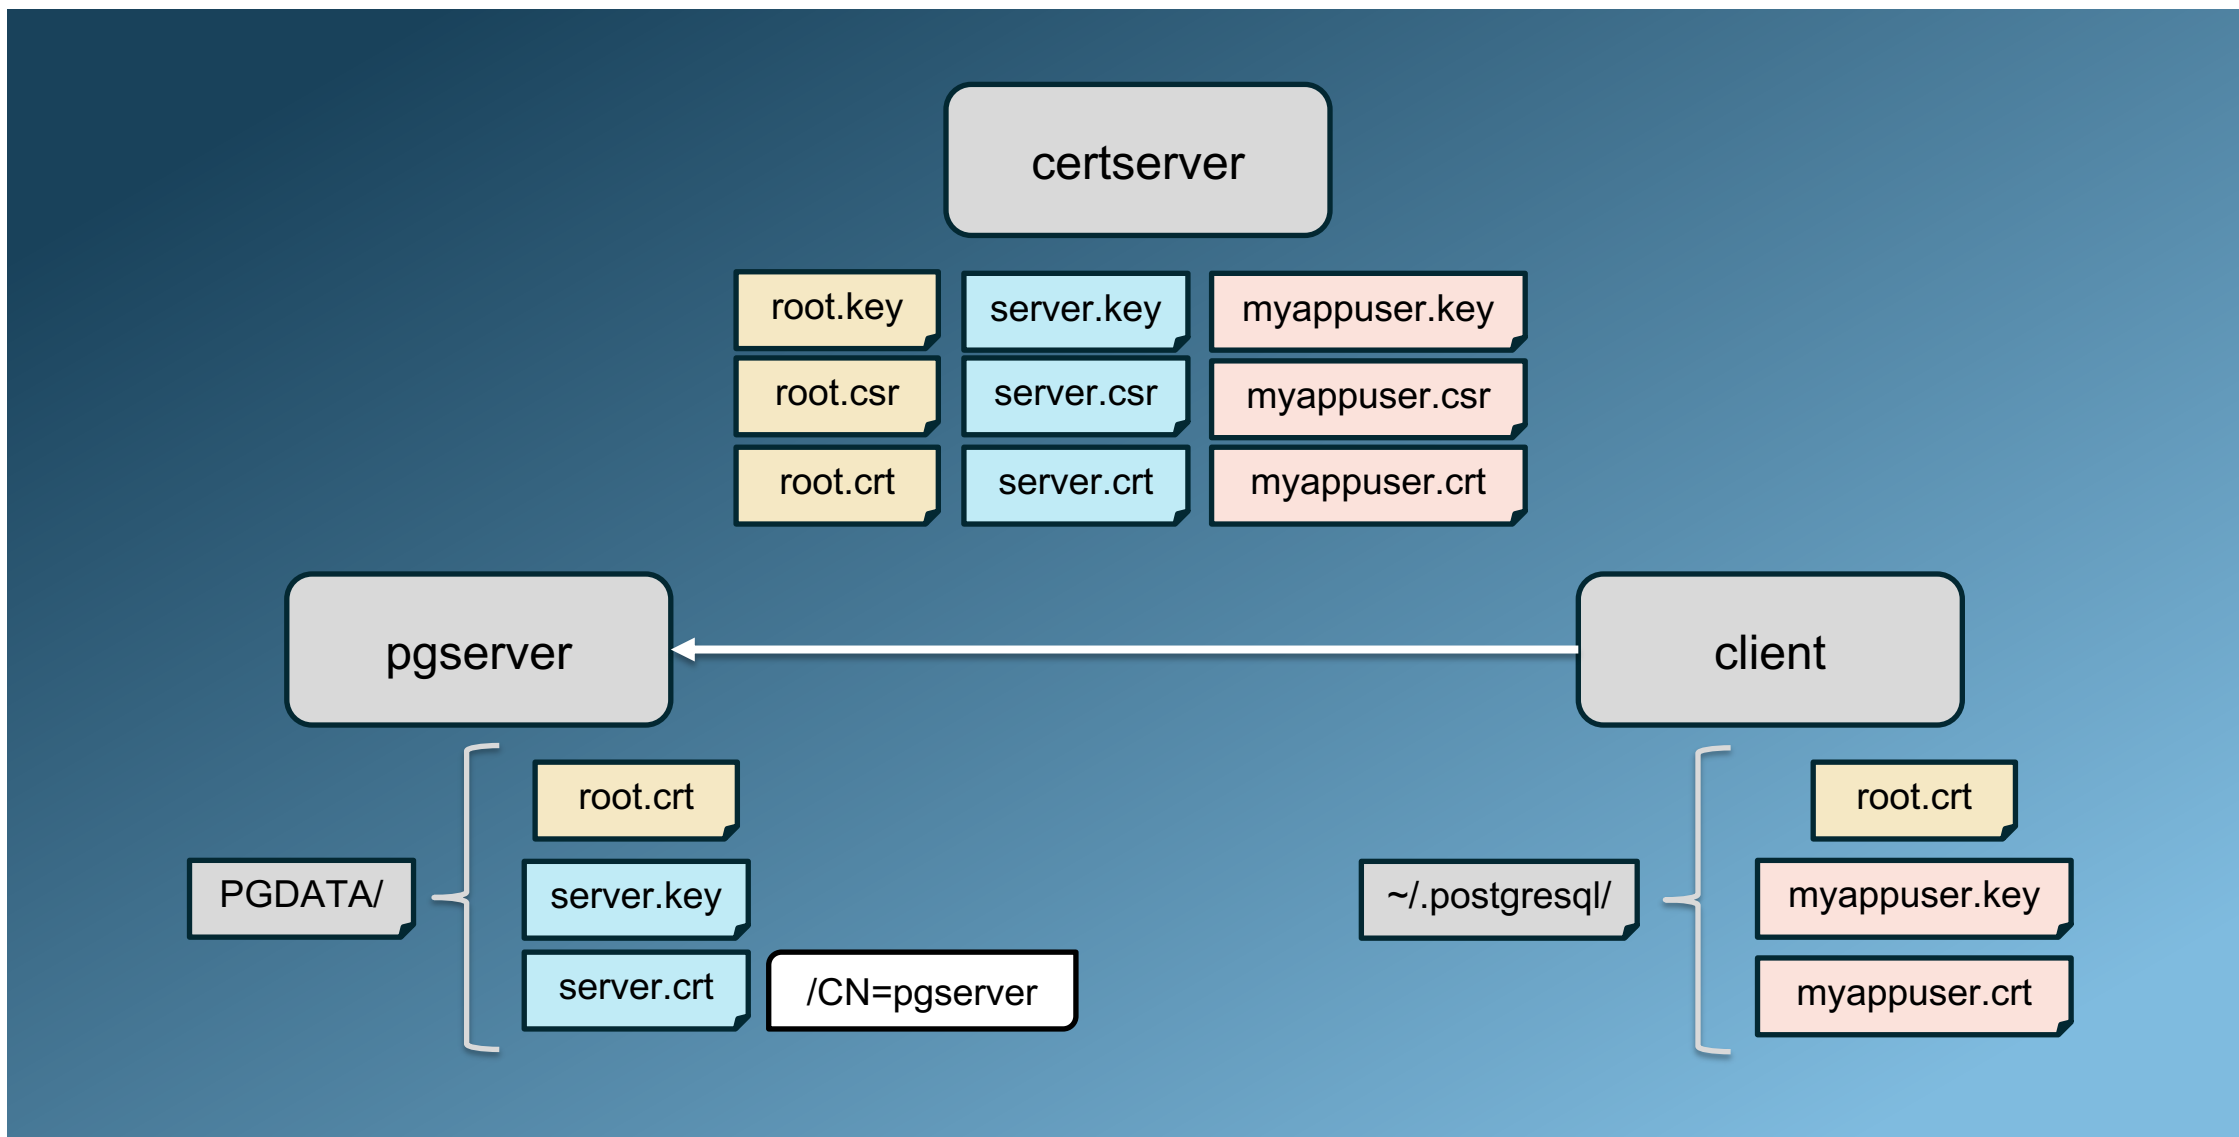 certserver
root.key
server.key
myappuser.key
root.csr
server.csr
myappuser.csr
root.crt
server.crt
myappuser.crt
pgserver
client
root.crt
PGDATA/
server.key
server.crt
/CN=pgserver
root.crt
~/.postgresql/
myappuser.key
myappuser.crt